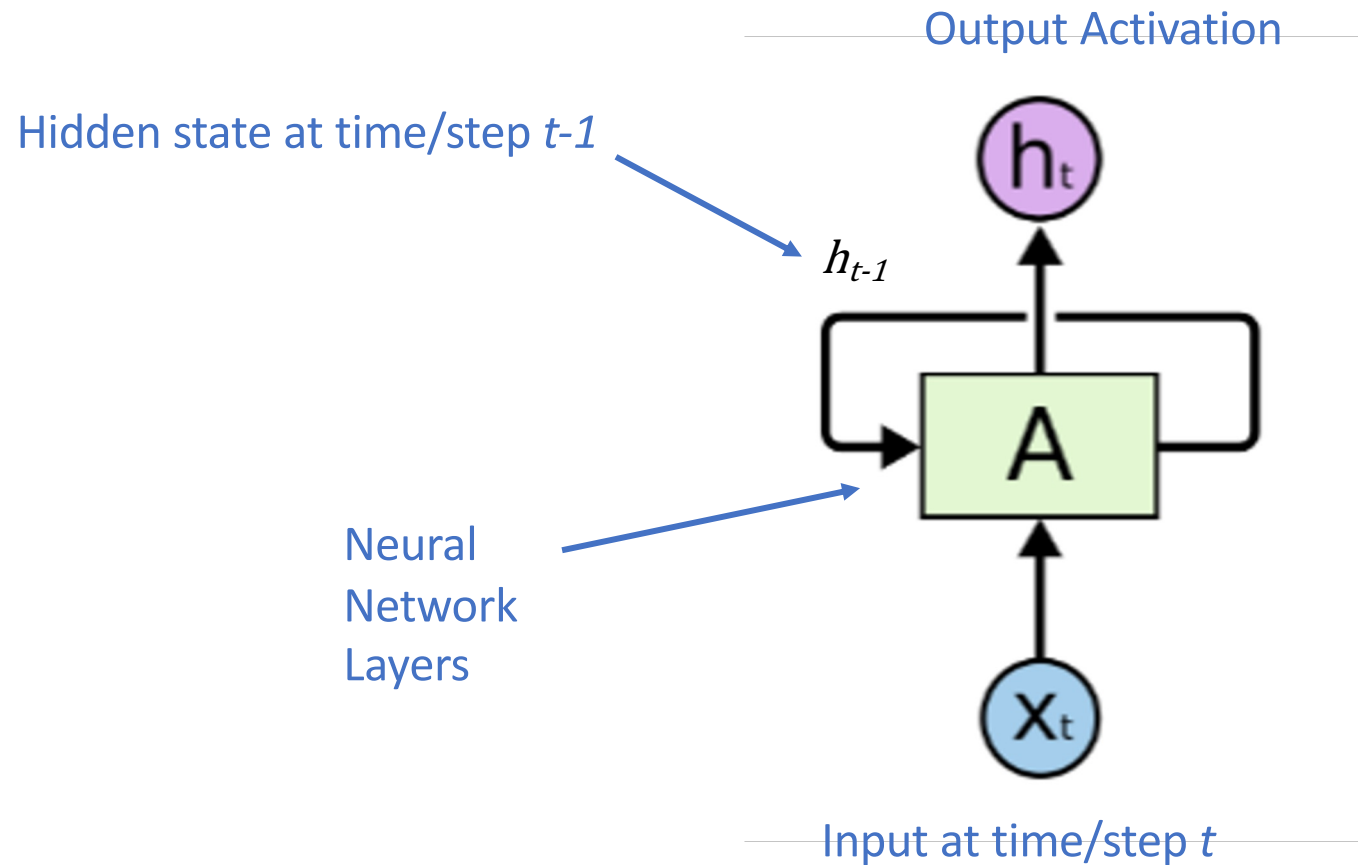 Output Activation
Hidden state at time/step t-1
hₜ
hₜ₋₁
A
Neural
Network
Layers
xₜ
Input at time/step t